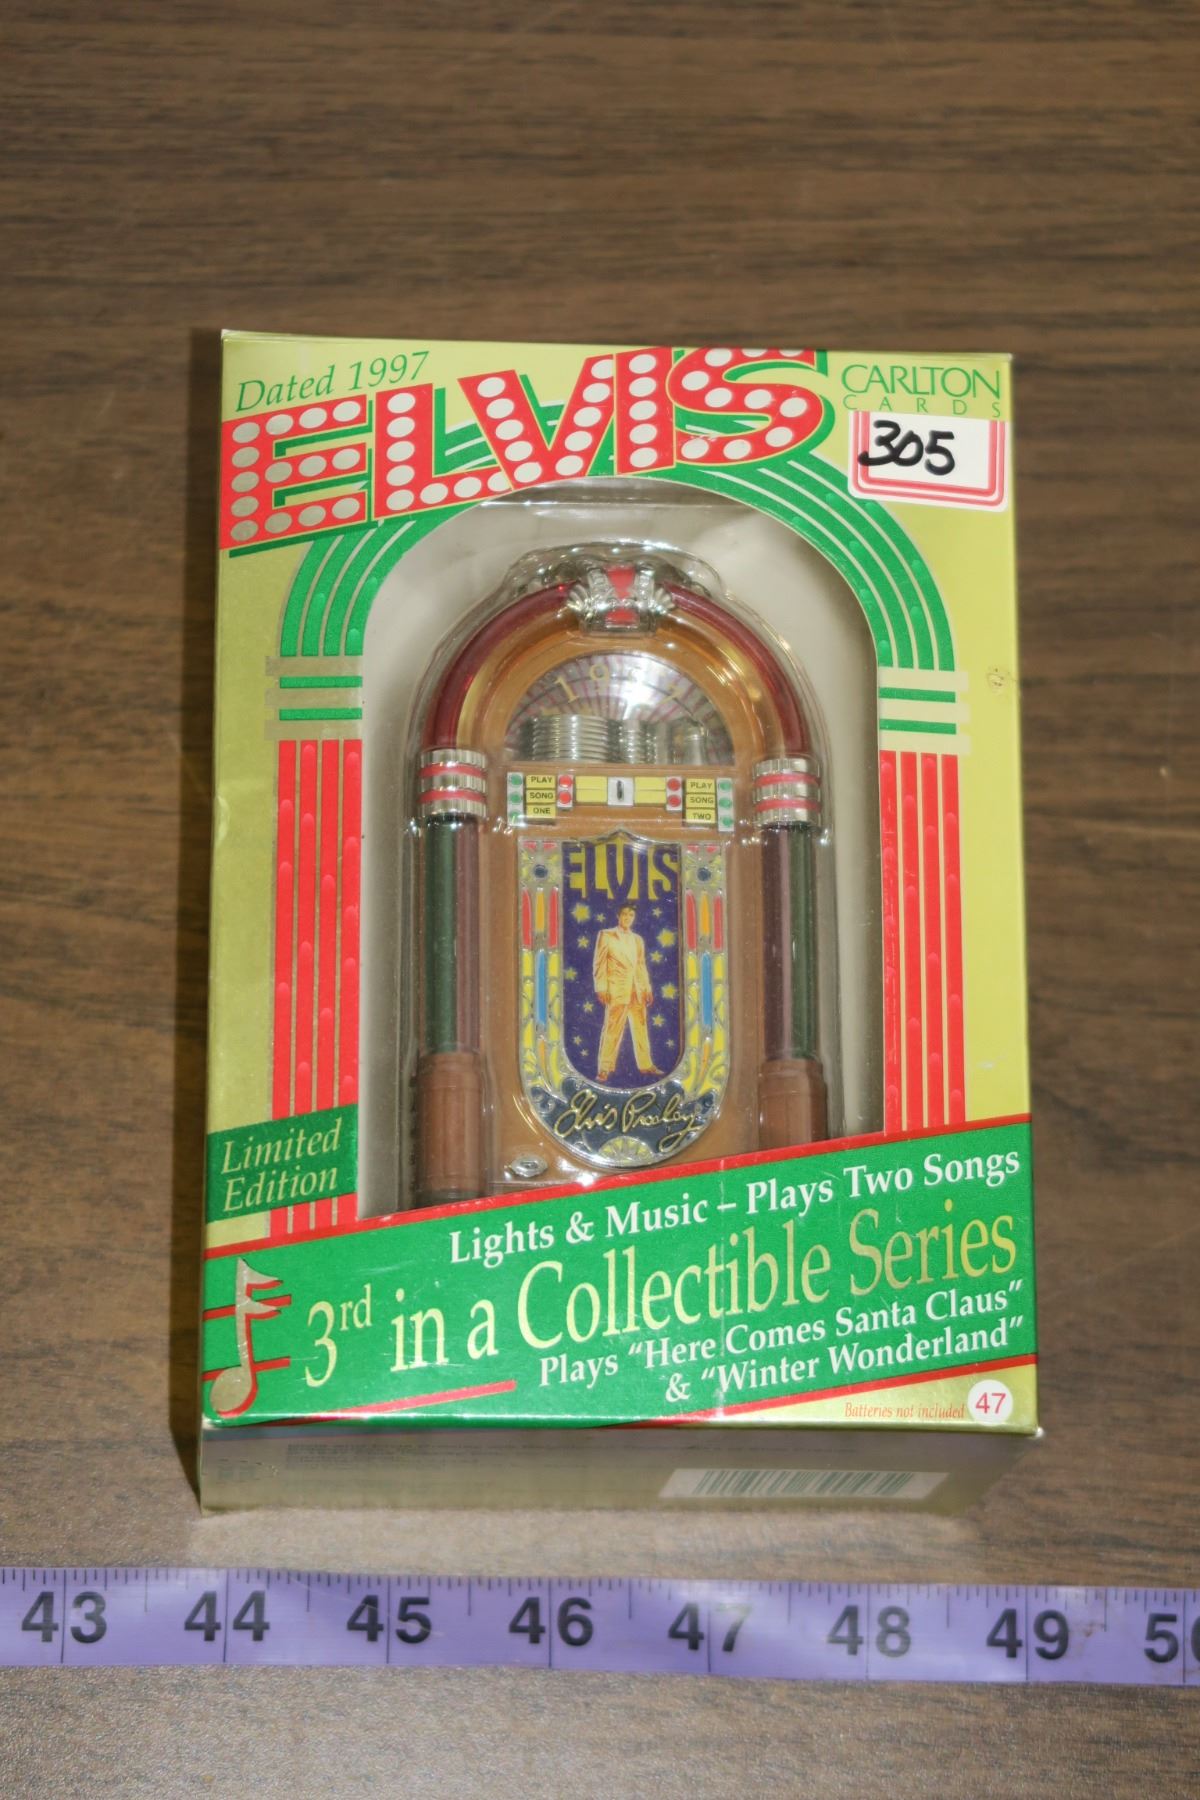 Dated 1997
ELVIS
CARLTON
CARDS
305
1997
PLAY
SONG
ONE
PLAY
SONG
TWO
ELVIS
Elvis Presley
Limited
Edition
Lights & Music – Plays Two Songs
3rd in a Collectible Series
Plays “Here Comes Santa Claus”
& “Winter Wonderland”
Batteries not included 47
43 44 45 46 47 48 49